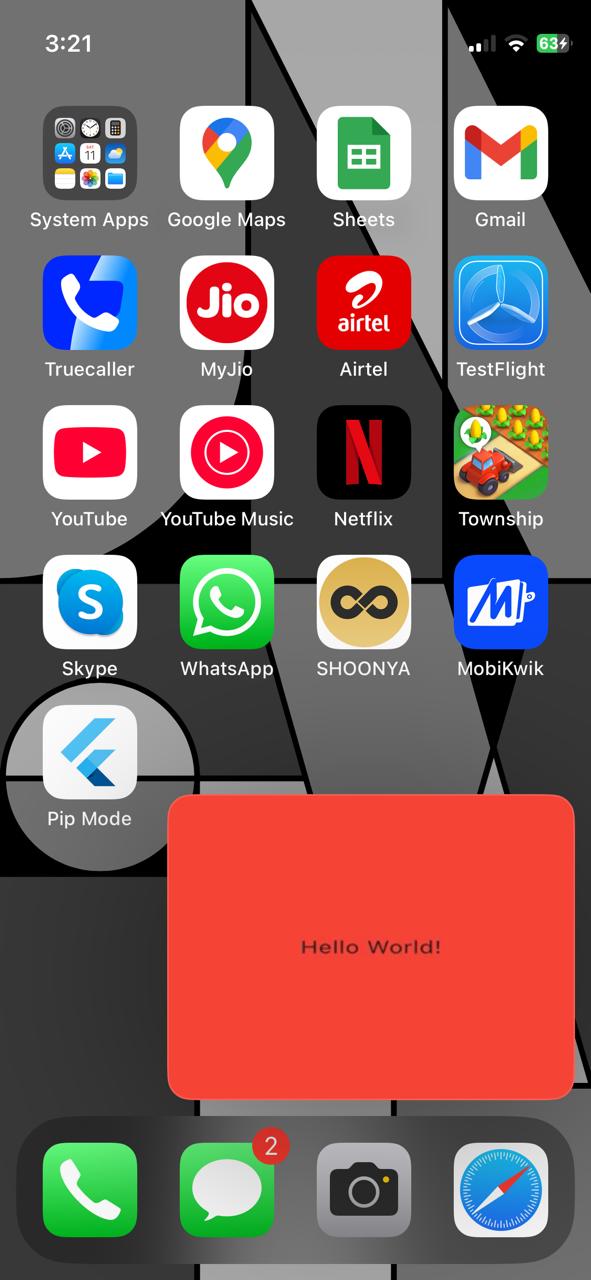 3:21
63
SAT
11
System Apps
Google Maps
Sheets
Gmail
Jio
airtel
Truecaller
MyJio
Airtel
TestFlight
N
YouTube
YouTube Music
Netflix
Township
S
M
Skype
WhatsApp
SHOONYA
MobiKwik
Pip Mode
Hello World!
2